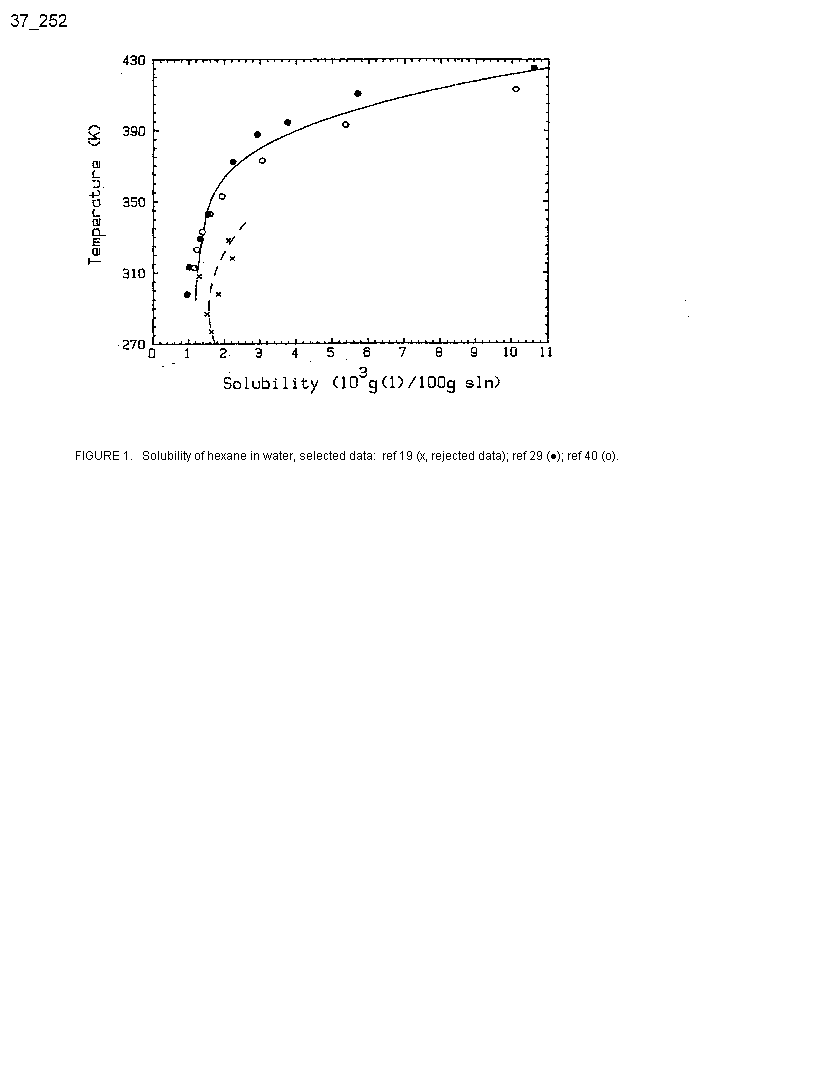 37_252
430
390
350
310
270
Temperature (K)
0 1 2 3 4 5 6 7 8 9 10 11
Solubility (10³g(1)/100g sln)
FIGURE 1. Solubility of hexane in water, selected data: ref 19 (x, rejected data); ref 29 (●); ref 40 (o).